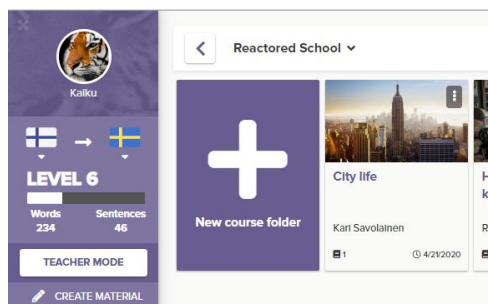 Kaiku
LEVEL 6
Words Sentences
234 46
TEACHER MODE
CREATE MATERIAL
Reactored School
New course folder
City life
Kari Savolainen
1 4/21/2020
H
k
R